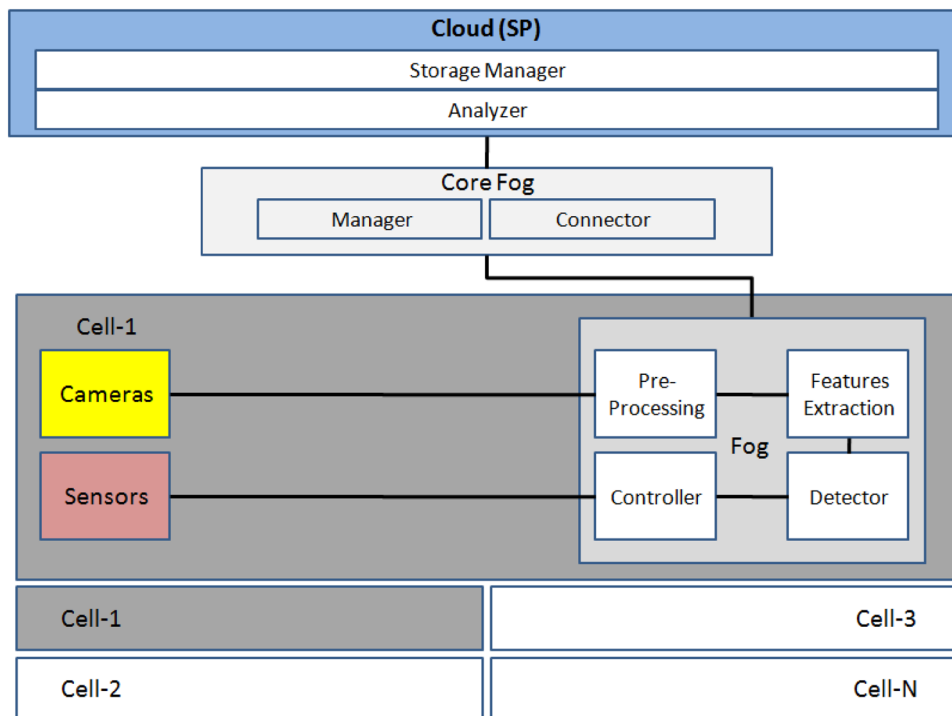 Cloud (SP)
Storage Manager
Analyzer
Core Fog
Manager
Connector
Cell-1
Cameras
Pre-
Processing
Features
Extraction
Fog
Sensors
Controller
Detector
Cell-1
Cell-3
Cell-2
Cell-N